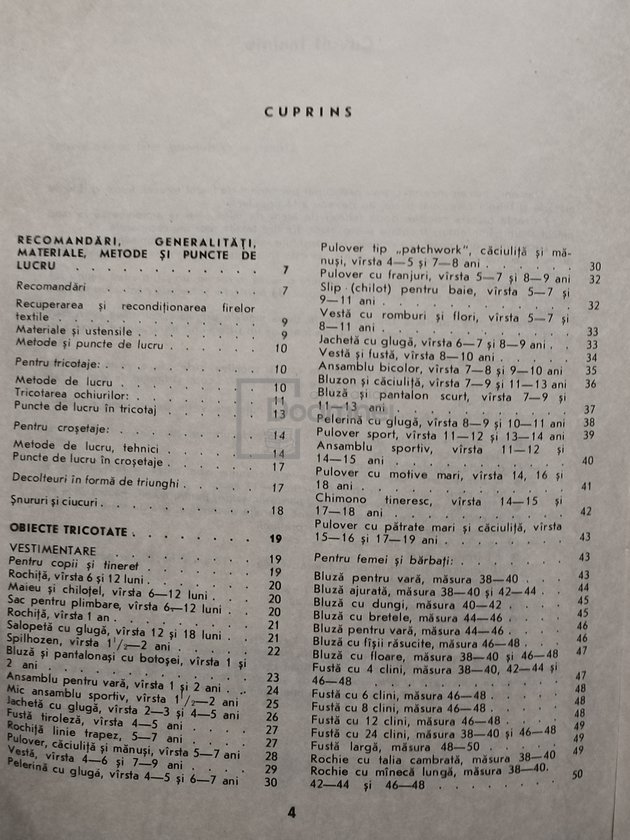 CUPRINS
RECOMANDĂRI, GENERALITĂȚI,
MATERIALE, METODE ȘI PUNCTE DE
LUCRU . . . . . . . . . . . . 7
Recomandări . . . . . . . . . . 7
Recuperarea și recondiționarea firelor
textile . . . . . . . . . . . . 9
Materiale și ustensile . . . . . . . 9
Metode și puncte de lucru . . . . . . 10
Pentru tricotaje: . . . . . . . . . 10
Metode de lucru . . . . . . . . . 10
Tricotarea ochiurilor: . . . . . . . 11
Puncte de lucru în tricotaj . . . . . 13
Pentru croșetaje: . . . . . . . . . 14
Metode de lucru, tehnici . . . . . . 14
Puncte de lucru în croșetaje . . . . . 17
Decolteuri în formă de triunghi . . . . 17
Șnururi și ciucuri . . . . . . . . . 18
OBIECTE TRICOTATE . . . . . . . . 19
VESTIMENTARE . . . . . . . . . 19
Pentru copii și tineret . . . . . . . 19
Rochiță, vîrsta 6 și 12 luni . . . . . 20
Maieu și chiloțel, vîrsta 6—12 luni . . . 20
Sac pentru plimbare, vîrsta 6—12 luni . . 20
Rochiță, vîrsta 1 an . . . . . . . . 21
Salopetă cu glugă, vîrsta 12 și 18 luni . . 21
Spilhozen, vîrsta 1 1/2—2 ani . . . . . 22
Bluză și pantalonași cu botoșei, vîrsta 1 și
2 ani . . . . . . . . . . . . 23
Ansamblu pentru vară, vîrsta 1 și 2 ani . . 24
Mic ansamblu sportiv, vîrsta 1 1/2—2 ani 25
Jachetă cu glugă, vîrsta 2—3 și 4—5 ani 26
Fustă tiroleză, vîrsta 4—5 ani . . . . 27
Rochiță linie trapez, 5—7 ani . . . . 27
Pulover, căciuliță și mănuși, vîrsta 5—7 ani 28
Vestă, vîrsta 4—6 și 7—9 ani . . . . 29
Pelerină cu glugă, vîrsta 4—5 și 6—7 ani 30
Pulover tip „patchwork”, căciuliță și mă-
nuși, vîrsta 4—5 și 7—8 ani . . . . . 30
Pulover cu franjuri, vîrsta 5—7 și 8—9 ani 32
Slip (chilot) pentru baie, vîrsta 5—7 și
9—11 ani . . . . . . . . . . . 32
Vestă cu romburi și flori, vîrsta 5—7 și
8—11 ani . . . . . . . . . . . 33
Jachetă cu glugă, vîrsta 6—7 și 8—9 ani . 33
Vestă și fustă, vîrsta 8—10 ani . . . . 34
Ansamblu bicolor, vîrsta 7—8 și 9—10 ani 35
Bluzon și căciuliță, vîrsta 7—9 și 11—13 ani 36
Bluză și pantalon scurt, vîrsta 7—9 și
11—13 ani . . . . . . . . . . 37
Pelerină cu glugă, vîrsta 8—9 și 10—11 ani 38
Pulover sport, vîrsta 11—12 și 13—14 ani 39
Ansamblu sportiv, vîrsta 11—12 și
14—15 ani . . . . . . . . . . 40
Pulover cu motive mari, vîrsta 14, 16 și
18 ani . . . . . . . . . . . . 41
Chimono tineresc, vîrsta 14—15 și
17—18 ani . . . . . . . . . . 42
Pulover cu pătrate mari și căciuliță, vîrsta
15—16 și 17—19 ani . . . . . . . 43
Pentru femei și bărbați: . . . . . . . 43
Bluză pentru vară, măsura 38—40 . . . 43
Bluză ajurată, măsura 38—40 și 42—44 . . 44
Bluză cu dungi, măsura 40—42 . . . . 45
Bluză cu bretele, măsura 44—46 . . . . 45
Bluză pentru vară, măsura 44—46 . . . 46
Bluză cu fîșii răsucite, măsura 46—48 . . 46
Bluză cu floare, măsura 38—40 și 46—48 47
Fustă cu 4 clini, măsura 38—40, 42—44 și
46—48 . . . . . . . . . . . . 47
Fustă cu 6 clini, măsura 46—48 . . . . 48
Fustă cu 8 clini, măsura 46—48 . . . . 48
Fustă cu 12 clini, măsura 46—48 . . . 48
Fustă cu 24 clini, măsura 38—40 și 46—48 49
Fustă largă, măsura 48—50 . . . . . 49
Rochie cu talia cambrată, măsura 38—40 49
Rochie cu mînecă lungă, măsura 38—40.
42—44 și 46—48 . . . . . . . . 50
4